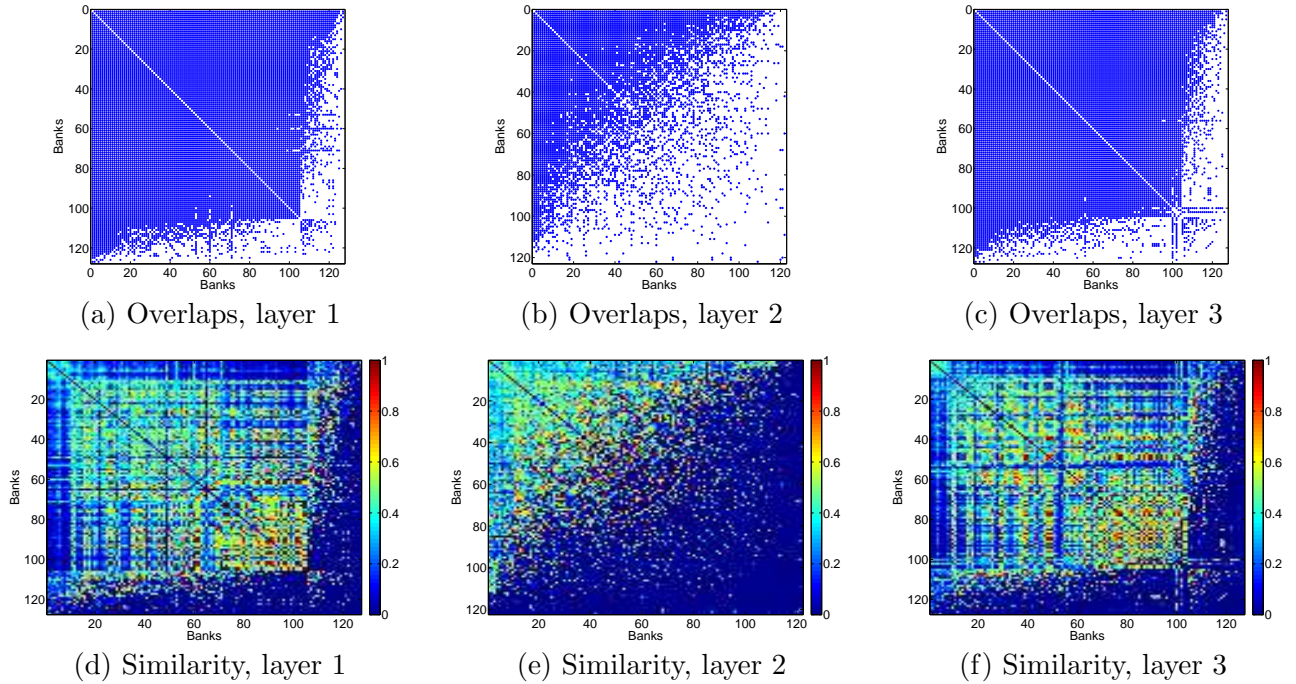 0
20
40
60
80
100
120
Banks
0 20 40 60 80 100 120
Banks
(a) Overlaps, layer 1
0
20
40
60
80
100
120
Banks
0 20 40 60 80 100 120
Banks
(b) Overlaps, layer 2
0
20
40
60
80
100
120
Banks
0 20 40 60 80 100 120
Banks
(c) Overlaps, layer 3
20
40
60
80
100
120
Banks
20 40 60 80 100 120
Banks
1
0.8
0.6
0.4
0.2
0
(d) Similarity, layer 1
20
40
60
80
100
120
Banks
20 40 60 80 100 120
Banks
1
0.8
0.6
0.4
0.2
0
(e) Similarity, layer 2
20
40
60
80
100
120
Banks
20 40 60 80 100 120
Banks
1
0.8
0.6
0.4
0.2
0
(f) Similarity, layer 3